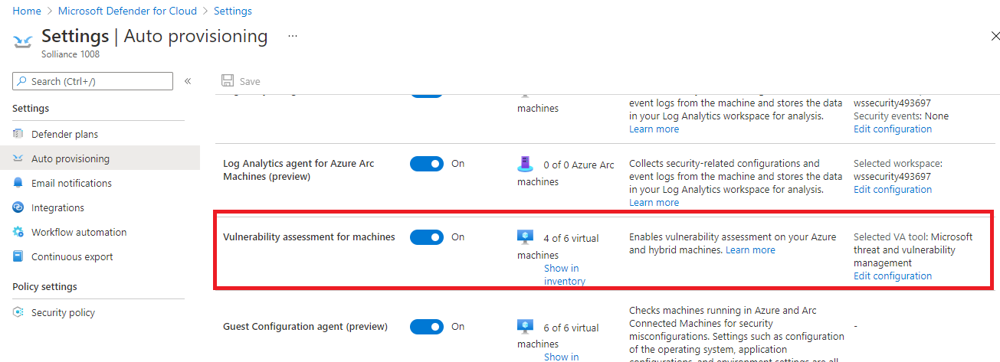 Home > Microsoft Defender for Cloud > Settings
Settings | Auto provisioning ...
Solliance 1008
Search (Ctrl+/)
«
Save
Settings
Defender plans
Auto provisioning
Email notifications
Integrations
Workflow automation
Continuous export
Policy settings
Security policy
machines
event logs from the machine and stores the data
in your Log Analytics workspace for analysis.
Learn more
wssecurity493697
Security events: None
Edit configuration
Log Analytics agent for Azure Arc
Machines (preview)
On
0 of 0 Azure Arc
machines
Collects security-related configurations and
event logs from the machine and stores the data
in your Log Analytics workspace for analysis.
Learn more
Selected workspace:
wssecurity493697
Edit configuration
Vulnerability assessment for machines
On
4 of 6 virtual
machines
Show in
inventory
Enables vulnerability assessment on your Azure
and hybrid machines. Learn more
Selected VA tool: Microsoft
threat and vulnerability
management
Edit configuration
Guest Configuration agent (preview)
On
6 of 6 virtual
machines
Show in
Checks machines running in Azure and Arc
Connected Machines for security
misconfigurations. Settings such as configuration
of the operating system, application
configurations, and environment settings are all
-